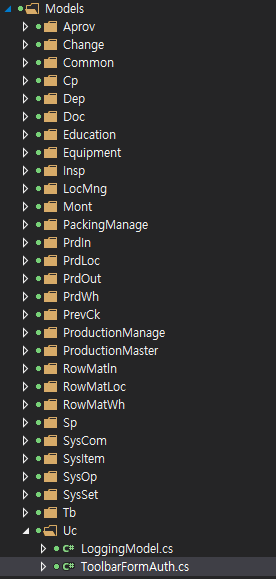 Models
Aprov
Change
Common
Cp
Dep
Doc
Education
Equipment
Insp
LocMng
Mont
PackingManage
PrdIn
PrdLoc
PrdOut
PrdWh
PrevCk
ProductionManage
ProductionMaster
RowMatIn
RowMatLoc
RowMatWh
Sp
SysCom
SysItem
SysOp
SysSet
Tb
Uc
C# LoggingModel.cs
C# ToolbarFormAuth.cs